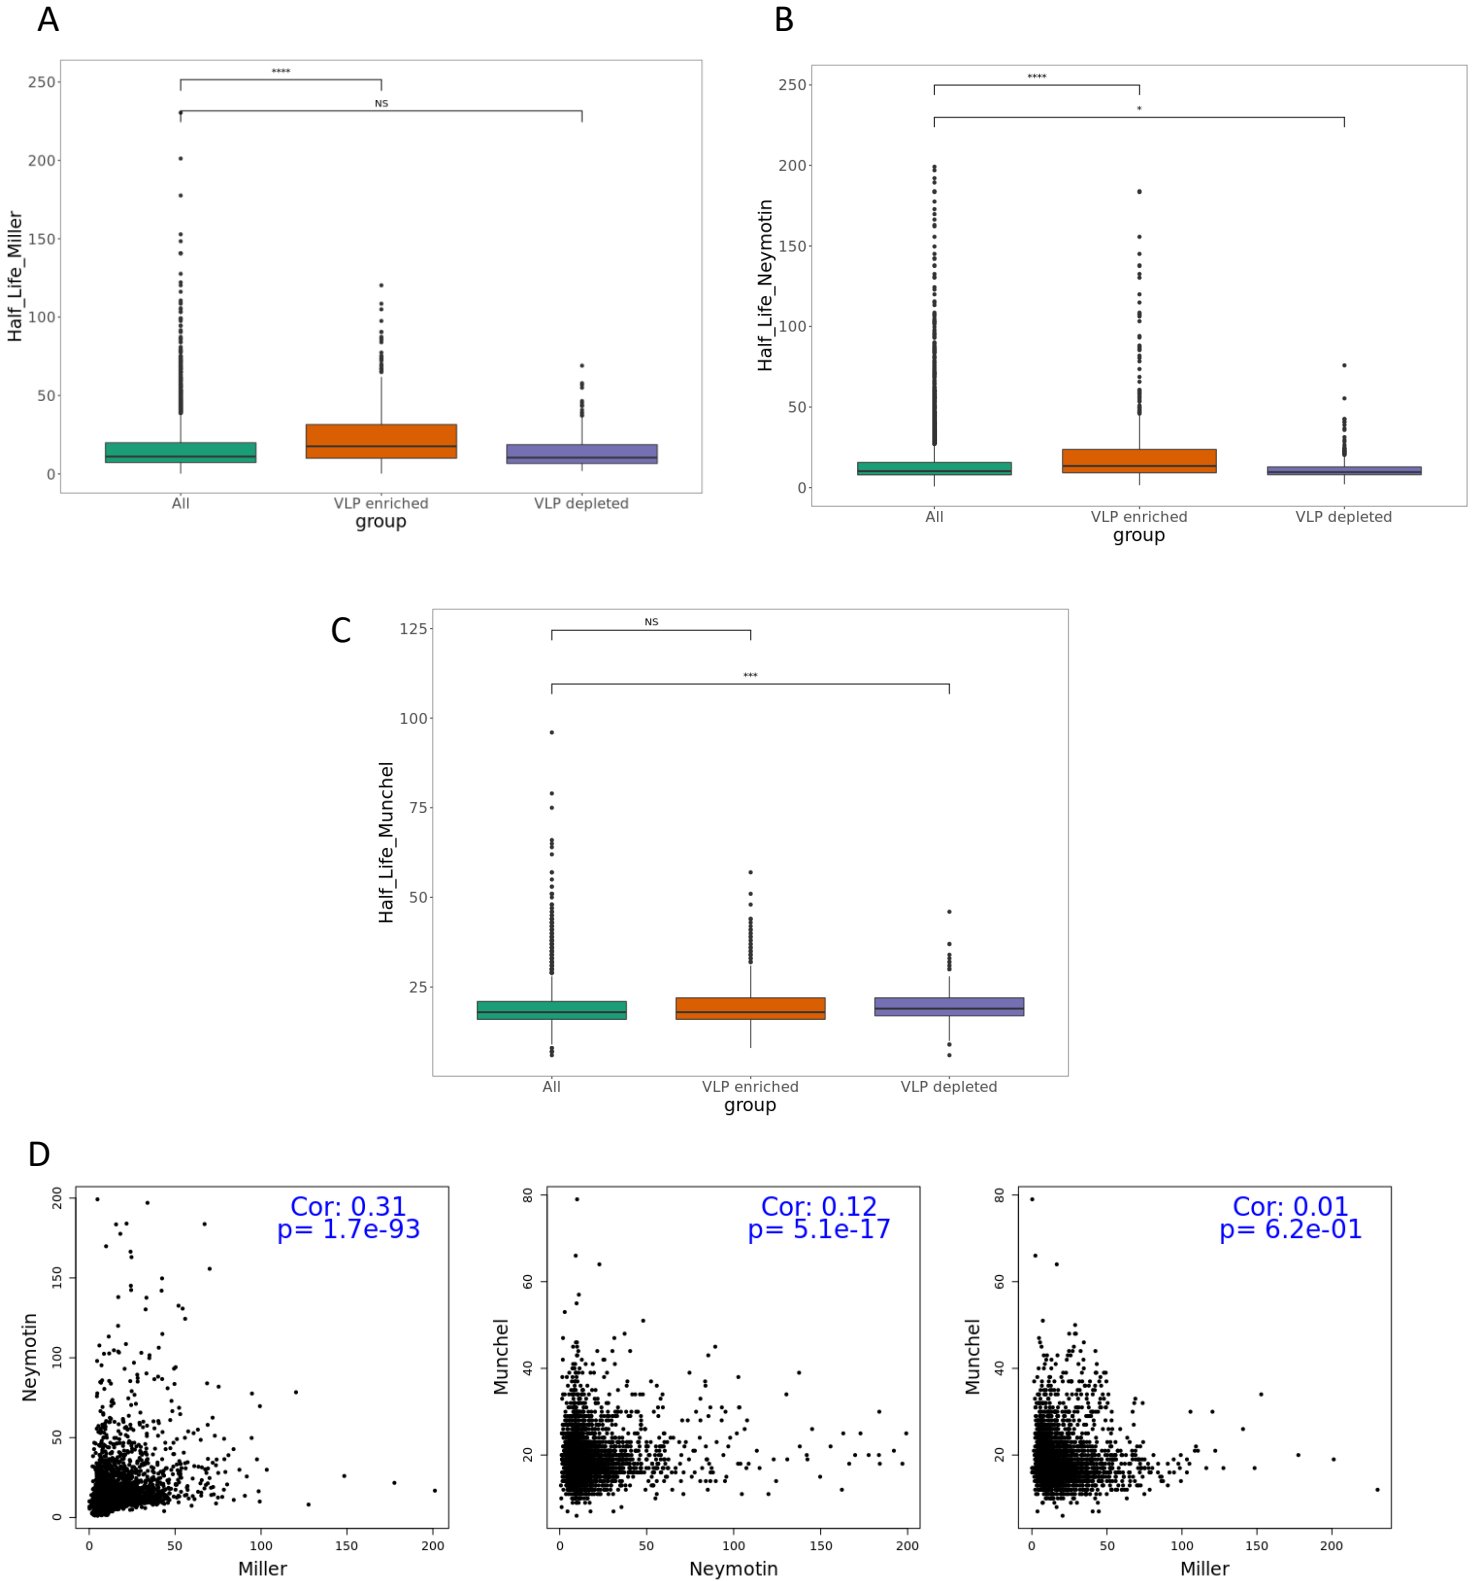 A
Half_Life_Miller
250
200
150
100
50
0
****
NS
All
VLP enriched
VLP depleted
group
B
Half_Life_Neymotin
250
200
150
100
50
0
****
*
All
VLP enriched
VLP depleted
group
C
Half_Life_Munchel
125
100
75
50
25
NS
***
All
VLP enriched
VLP depleted
group
D
Neymotin
200
150
100
50
0
Cor: 0.31
p= 1.7e-93
0 50 100 150 200
Miller
Munchel
80
60
40
20
Cor: 0.12
p= 5.1e-17
0 50 100 150 200
Neymotin
Munchel
80
60
40
20
Cor: 0.01
p= 6.2e-01
0 50 100 150 200
Miller